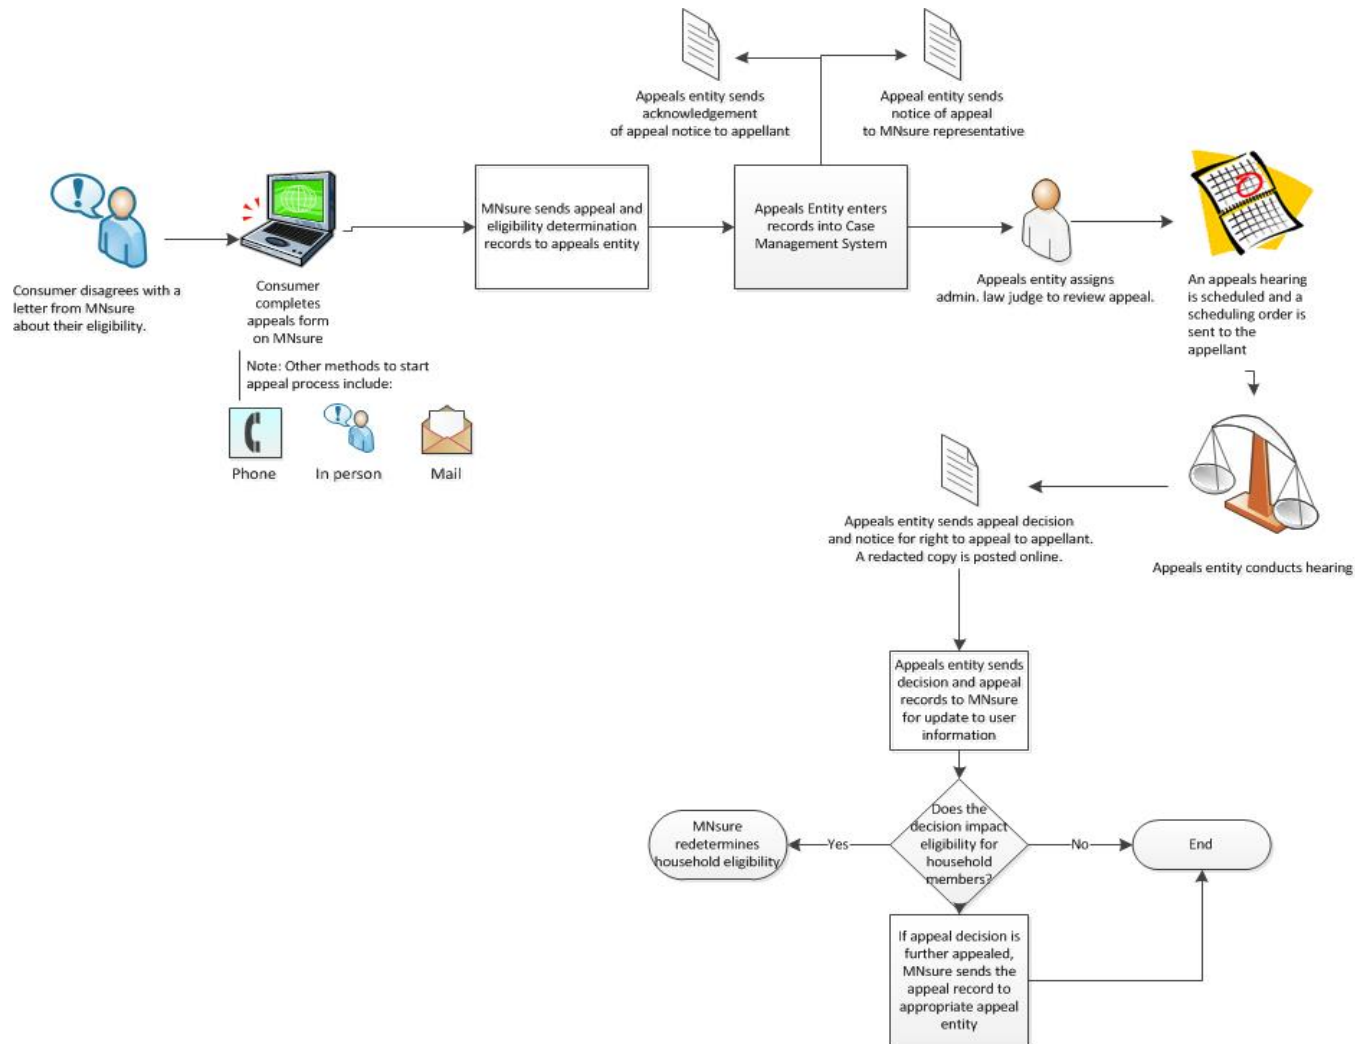 Appeals entity sends
acknowledgement
of appeal notice to appellant
Appeal entity sends
notice of appeal
to MNsure representative
Consumer disagrees with a
letter from MNsure
about their eligibility.
Consumer
completes
appeals form
on MNsure
MNsure sends appeal and
eligibility determination
records to appeals entity
Appeals Entity enters
records into Case
Management System
Appeals entity assigns
admin. law judge to review appeal.
An appeals hearing
is scheduled and a
scheduling order is
sent to the
appellant
Note: Other methods to start
appeal process include:
Phone
In person
Mail
Appeals entity conducts hearing
Appeals entity sends appeal decision
and notice for right to appeal to appellant.
A redacted copy is posted online.
Appeals entity sends
decision and appeal
records to MNsure
for update to user
information
Does the
decision impact
eligibility for
household
members?
Yes
MNsure
redetermines
household eligibility
No
End
If appeal decision is
further appealed,
MNsure sends the
appeal record to
appropriate appeal
entity